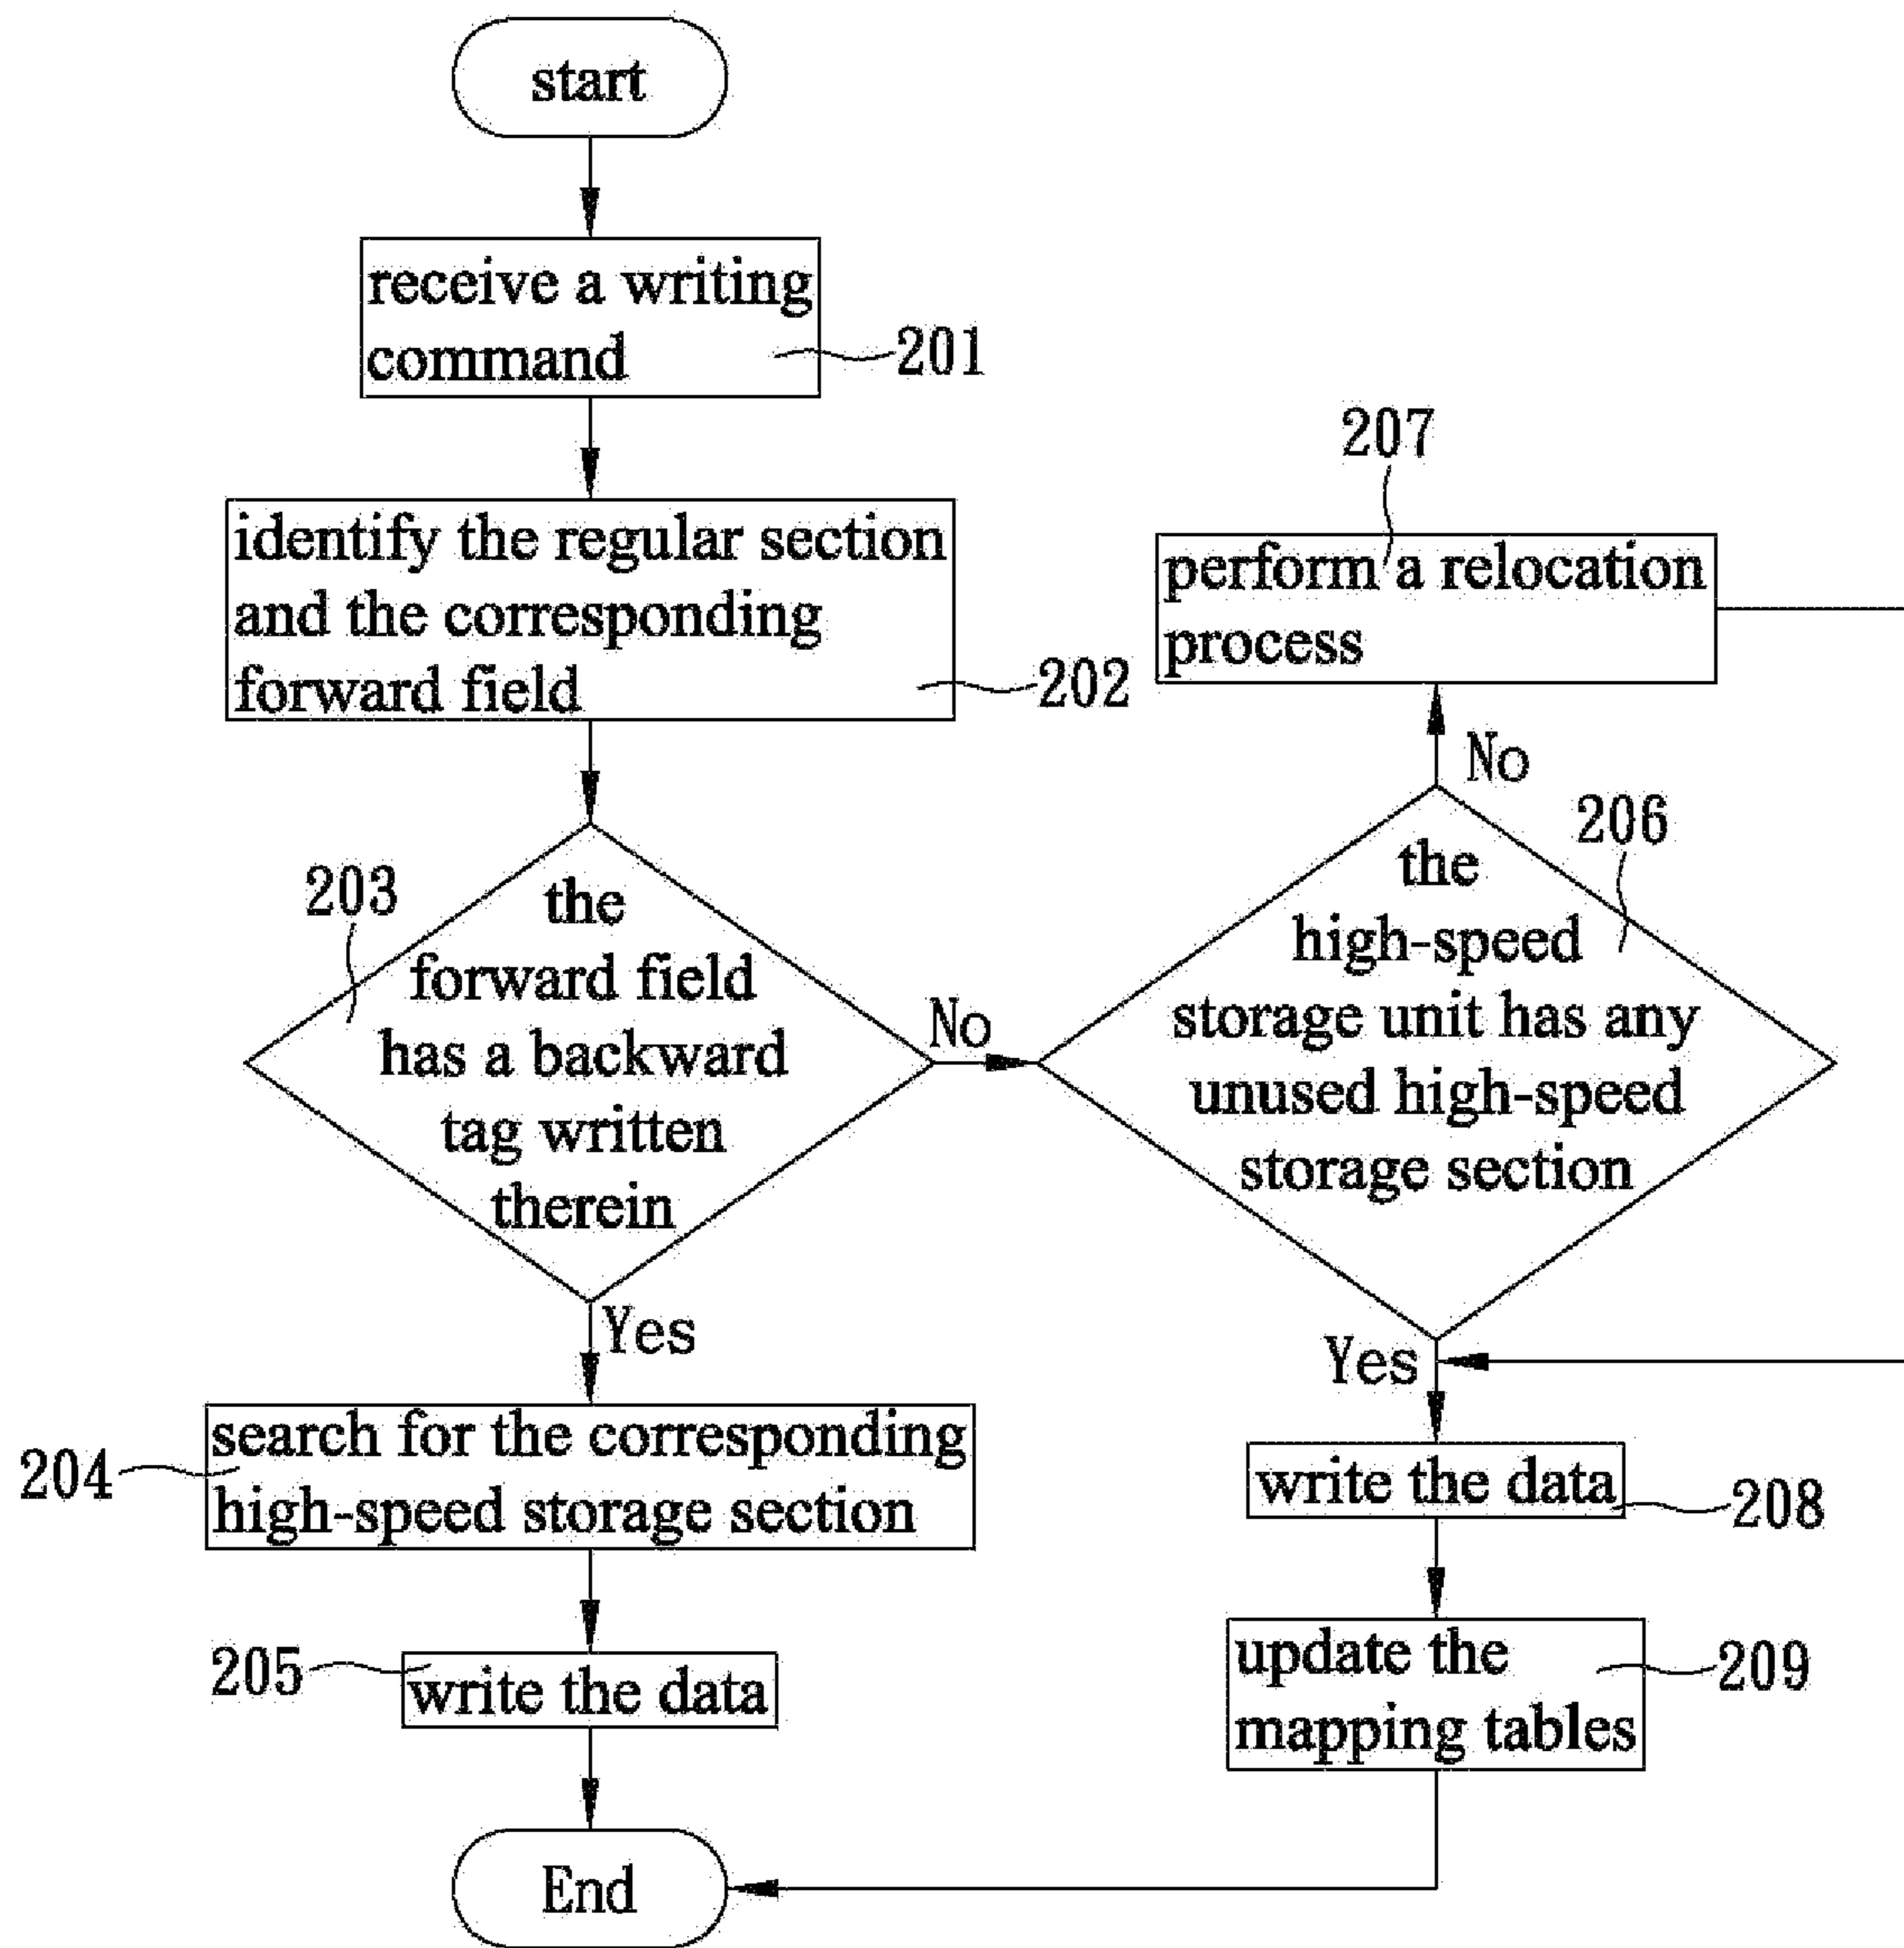 start
receive a writing
command
201
identify the regular section
and the corresponding
forward field
202
203
the
forward field
has a backward
tag written
therein
No
Yes
204
search for the corresponding
high-speed storage section
205
write the data
End
207
perform a relocation
process
No
206
the
high-speed
storage unit has any
unused high-speed
storage section
Yes
write the data
208
update the
mapping tables
209